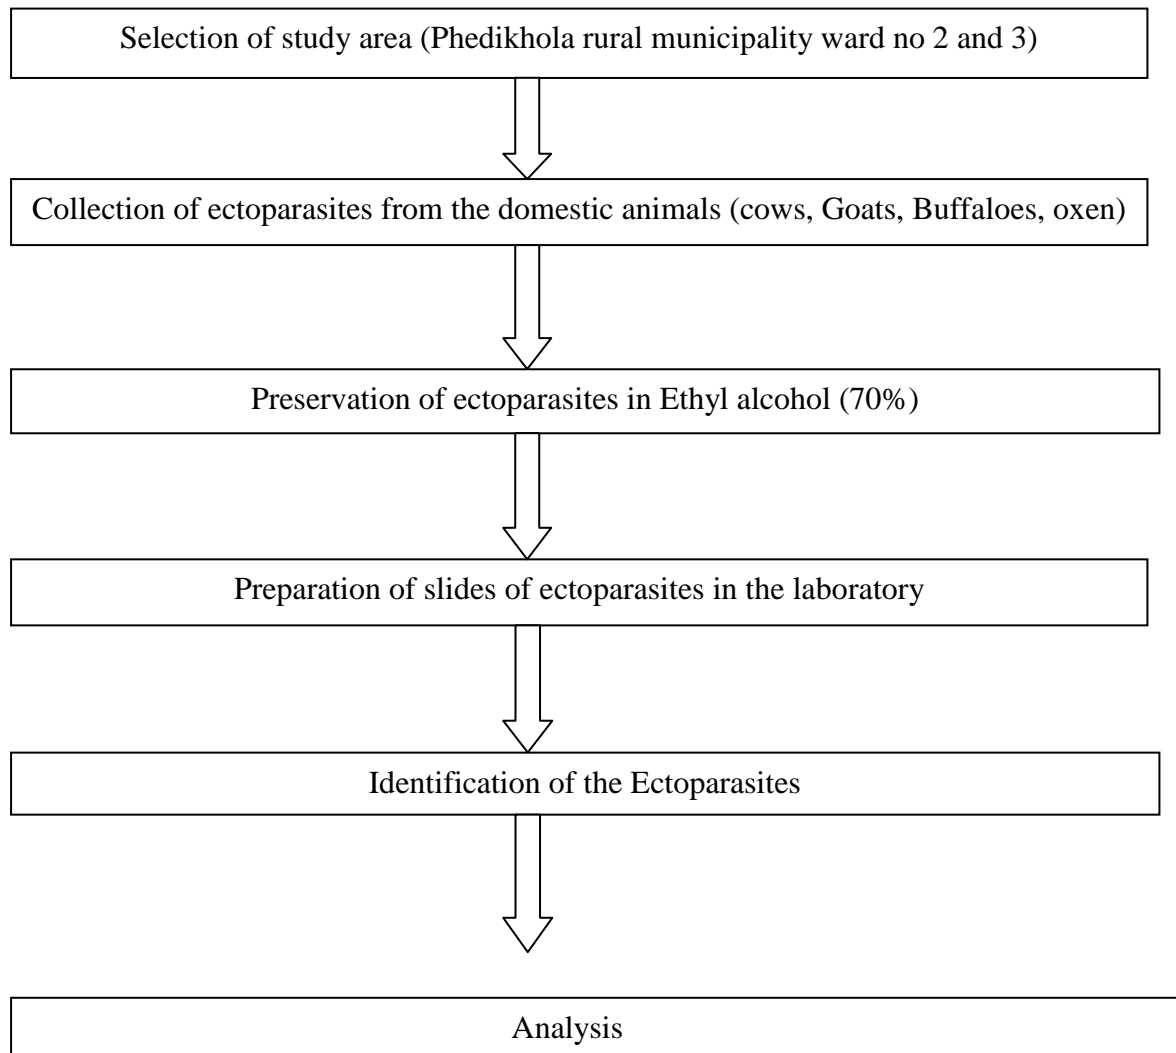 Selection of study area (Phedikhola rural municipality ward no 2 and 3)
Collection of ectoparasites from the domestic animals (cows, Goats, Buffaloes, oxen)
Preservation of ectoparasites in Ethyl alcohol (70%)
Preparation of slides of ectoparasites in the laboratory
Identification of the Ectoparasites
Analysis